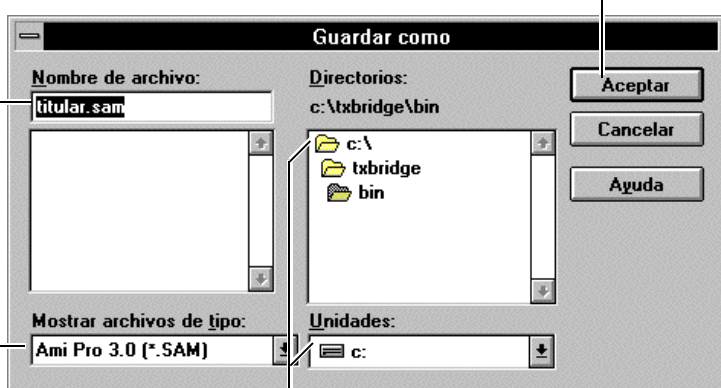 Guardar como
Nombre de archivo:
titular.sam
Directorios:
c:\txbridge\bin
c:\
txbridge
bin
Aceptar
Cancelar
Ayuda
Mostrar archivos de tipo:
Ami Pro 3.0 (*.SAM)
Unidades:
c: